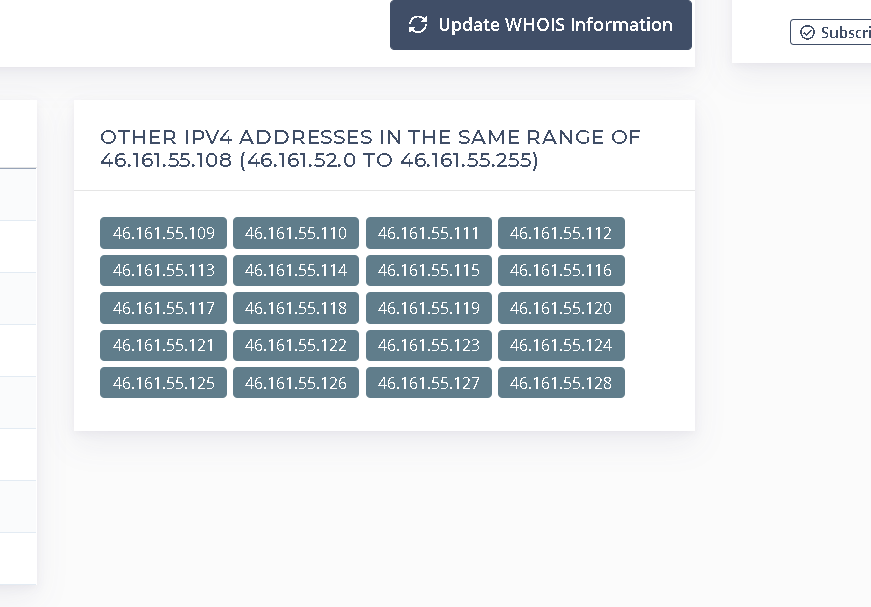 Update WHOIS Information
Subscri
OTHER IPV4 ADDRESSES IN THE SAME RANGE OF
46.161.55.108 (46.161.52.0 TO 46.161.55.255)
46.161.55.109 46.161.55.110 46.161.55.111 46.161.55.112
46.161.55.113 46.161.55.114 46.161.55.115 46.161.55.116
46.161.55.117 46.161.55.118 46.161.55.119 46.161.55.120
46.161.55.121 46.161.55.122 46.161.55.123 46.161.55.124
46.161.55.125 46.161.55.126 46.161.55.127 46.161.55.128